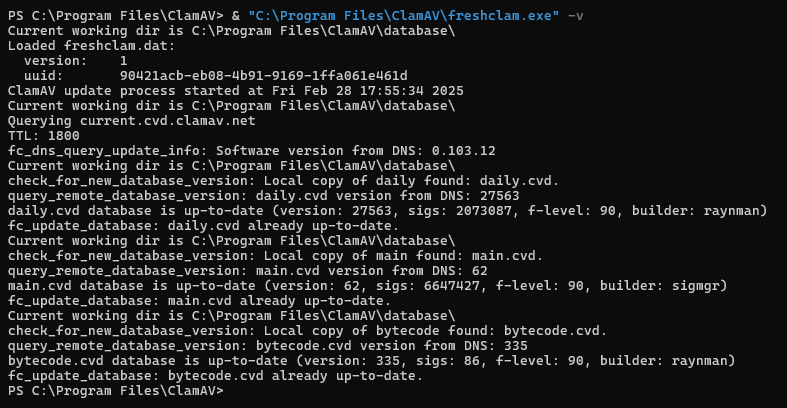 PS C:\Program Files\ClamAV> & "C:\Program Files\ClamAV\freshclam.exe" -v
Current working dir is C:\Program Files\ClamAV\database\
Loaded freshclam.dat:
  version:    1
  uuid:       90421acb-eb08-4b91-9169-1ffa061e461d
ClamAV update process started at Fri Feb 28 17:55:34 2025
Current working dir is C:\Program Files\ClamAV\database\
Querying current.cvd.clamav.net
TTL: 1800
fc_dns_query_update_info: Software version from DNS: 0.103.12
Current working dir is C:\Program Files\ClamAV\database\
check_for_new_database_version: Local copy of daily found: daily.cvd.
query_remote_database_version: daily.cvd version from DNS: 27563
daily.cvd database is up-to-date (version: 27563, sigs: 2073087, f-level: 90, builder: raynman)
fc_update_database: daily.cvd already up-to-date.
Current working dir is C:\Program Files\ClamAV\database\
check_for_new_database_version: Local copy of main found: main.cvd.
query_remote_database_version: main.cvd version from DNS: 62
main.cvd database is up-to-date (version: 62, sigs: 6647427, f-level: 90, builder: sigmgr)
fc_update_database: main.cvd already up-to-date.
Current working dir is C:\Program Files\ClamAV\database\
check_for_new_database_version: Local copy of bytecode found: bytecode.cvd.
query_remote_database_version: bytecode.cvd version from DNS: 335
bytecode.cvd database is up-to-date (version: 335, sigs: 86, f-level: 90, builder: raynman)
fc_update_database: bytecode.cvd already up-to-date.
PS C:\Program Files\ClamAV>